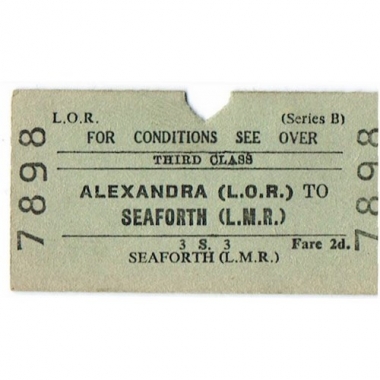 L.O.R. (Series B)
FOR CONDITIONS SEE OVER
THIRD CLASS
ALEXANDRA (L.O.R.) TO
SEAFORTH (L.M.R.)
3 S. 3 Fare 2d.
SEAFORTH (L.M.R.)
7898
7898